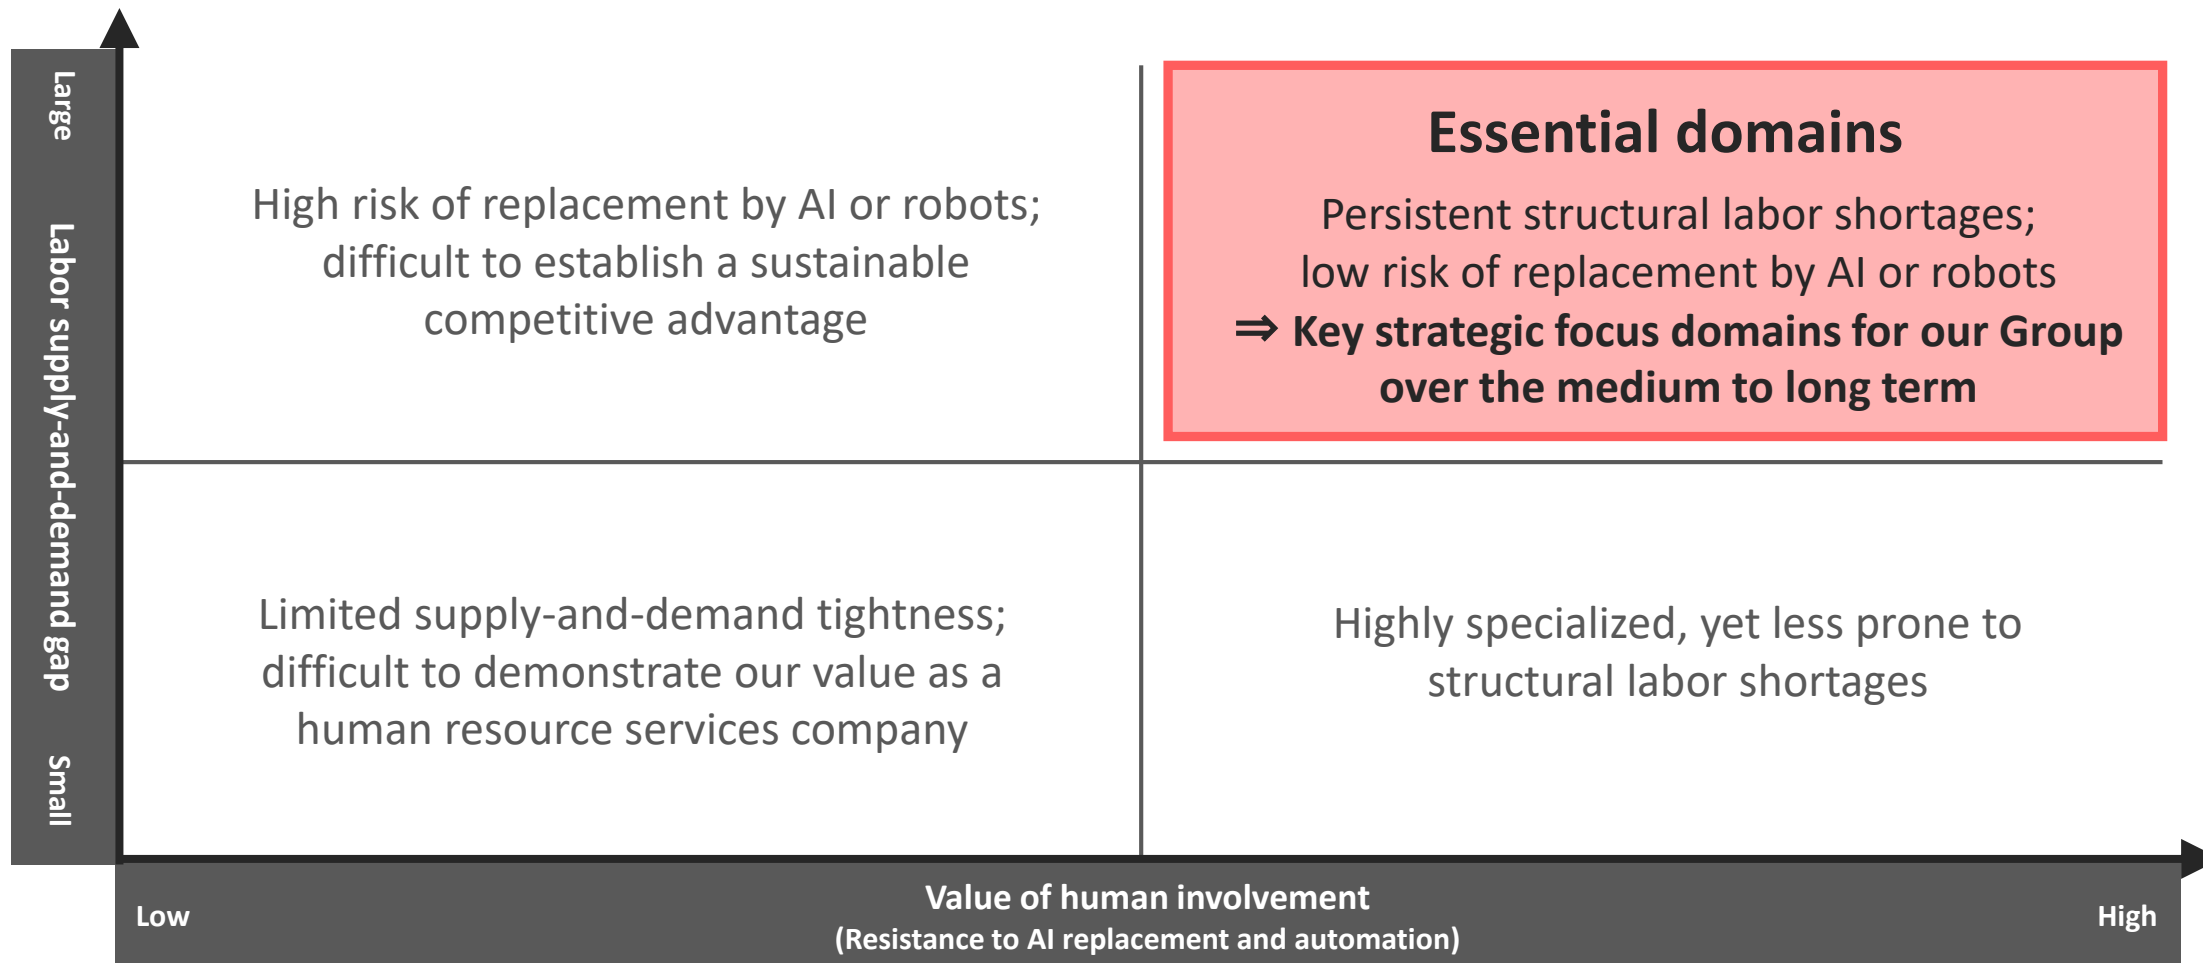 Large
Labor supply-and-demand gap
Small
High risk of replacement by AI or robots;
difficult to establish a sustainable
competitive advantage
Essential domains
Persistent structural labor shortages;
low risk of replacement by AI or robots
⇒ Key strategic focus domains for our Group
over the medium to long term
Limited supply-and-demand tightness;
difficult to demonstrate our value as a
human resource services company
Highly specialized, yet less prone to
structural labor shortages
Low
Value of human involvement
(Resistance to AI replacement and automation)
High